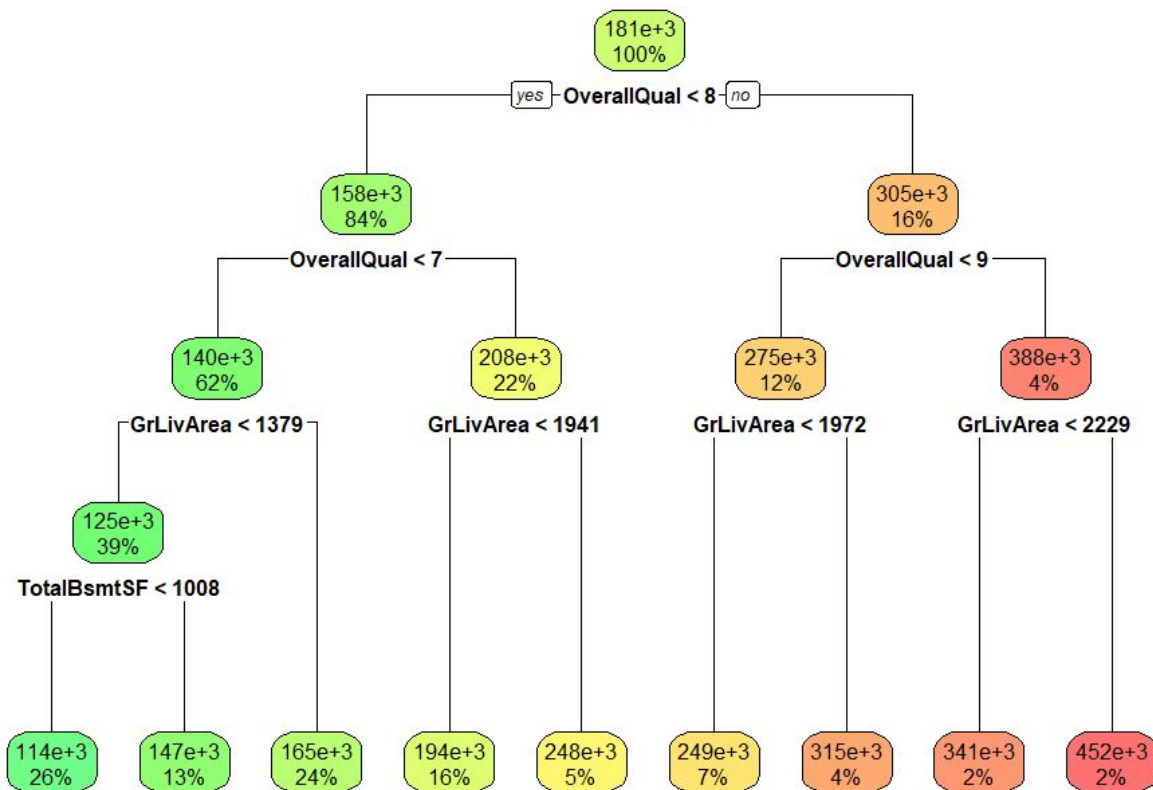 181e+3
100%
yes OverallQual < 8 no
158e+3
84%
305e+3
16%
OverallQual < 7
OverallQual < 9
140e+3
62%
208e+3
22%
275e+3
12%
388e+3
4%
GrLivArea < 1379
GrLivArea < 1941
GrLivArea < 1972
GrLivArea < 2229
125e+3
39%
TotalBsmtSF < 1008
114e+3
26%
147e+3
13%
165e+3
24%
194e+3
16%
248e+3
5%
249e+3
7%
315e+3
4%
341e+3
2%
452e+3
2%